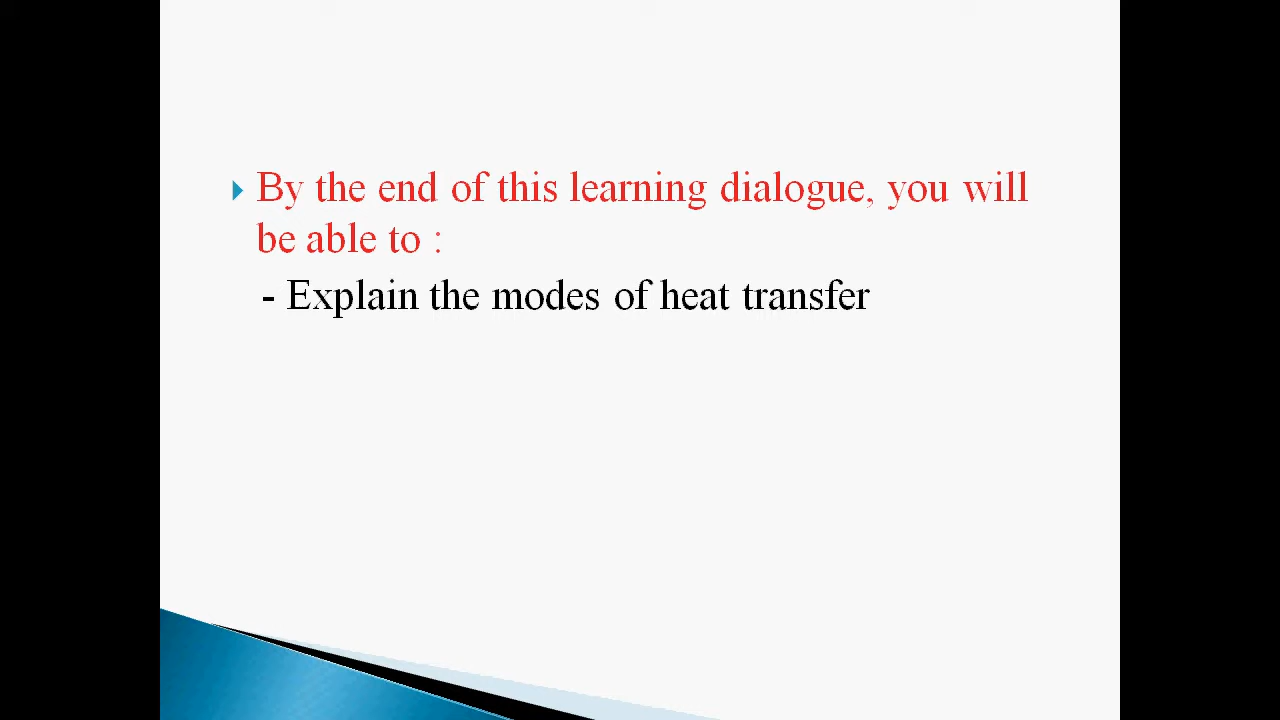 By the end of this learning dialogue, you will
be able to :
- Explain the modes of heat transfer